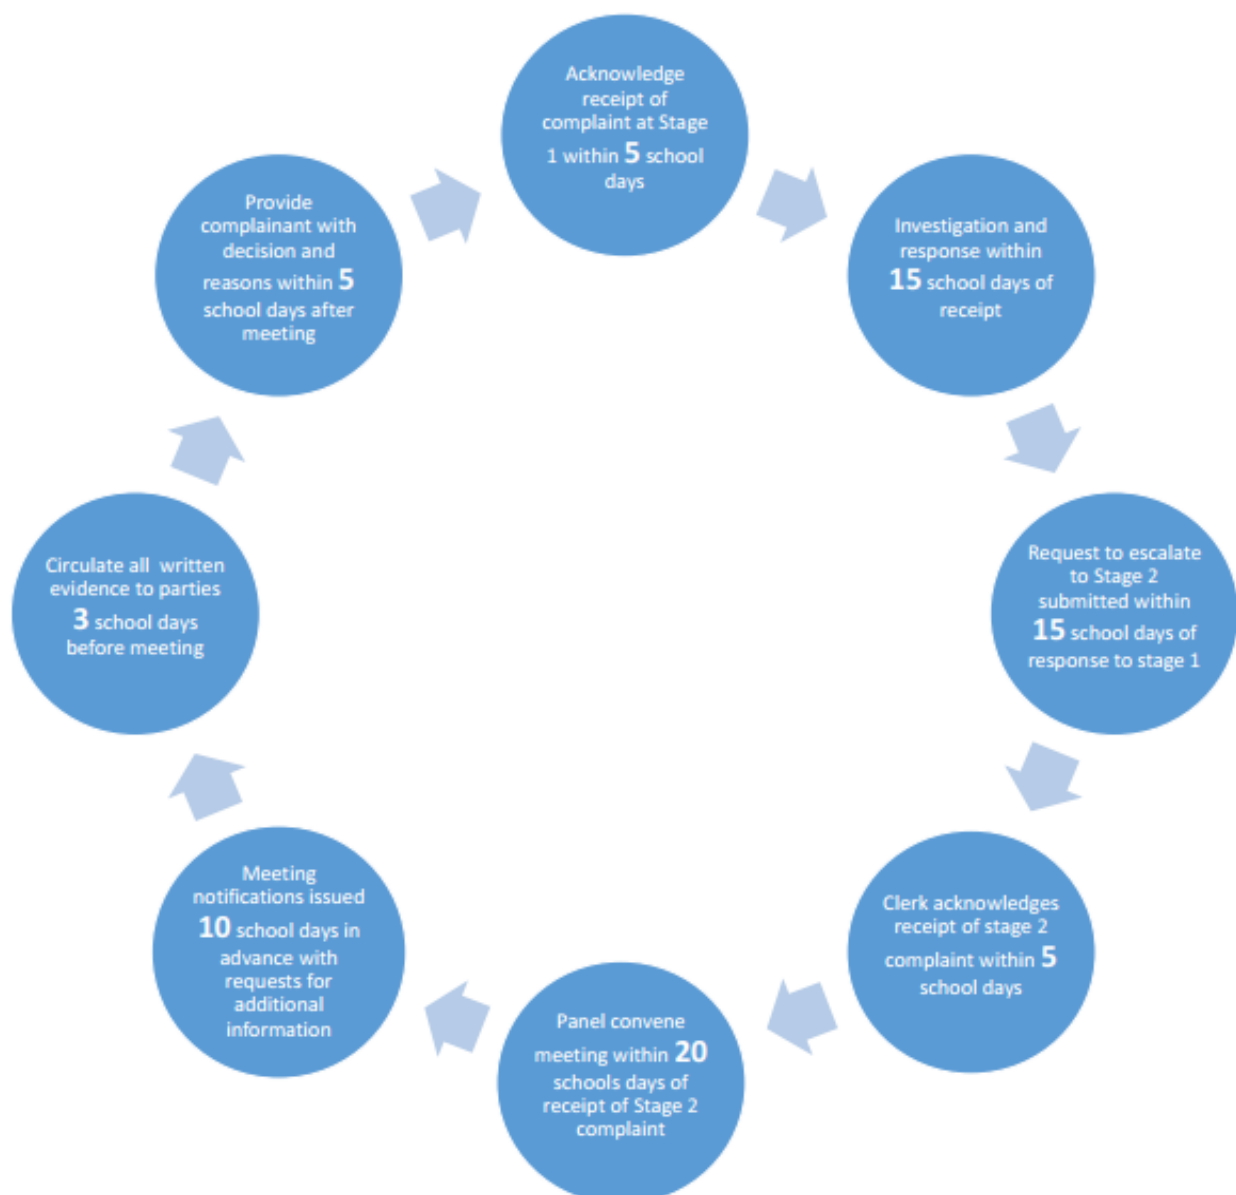 Acknowledge
receipt of
complaint at Stage
1 within 5 school
days
Investigation and
response within
15 school days of
receipt
Request to escalate
to Stage 2
submitted within
15 school days of
response to stage 1
Clerk acknowledges
receipt of stage 2
complaint within 5
school days
Panel convene
meeting within 20
schools days of
receipt of Stage 2
complaint
Meeting
notifications issued
10 school days in
advance with
requests for
additional
information
Circulate all written
evidence to parties
3 school days
before meeting
Provide
complainant with
decision and
reasons within 5
school days after
meeting